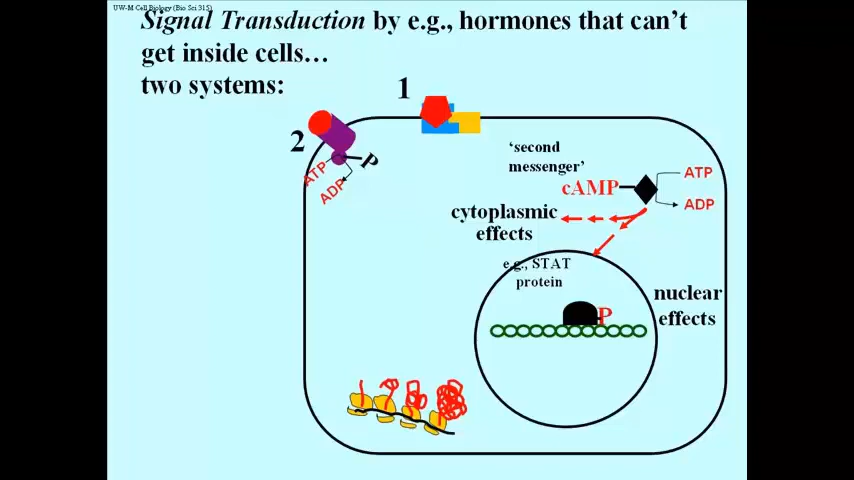 UW-M Cell Biology (Bio Sci 315)
Signal Transduction by e.g., hormones that can't
get inside cells…
two systems:
1
2
P
ATP
ADP
'second
messenger'
cAMP
ATP
ADP
cytoplasmic
effects
e.g., STAT
protein
nuclear
effects
P